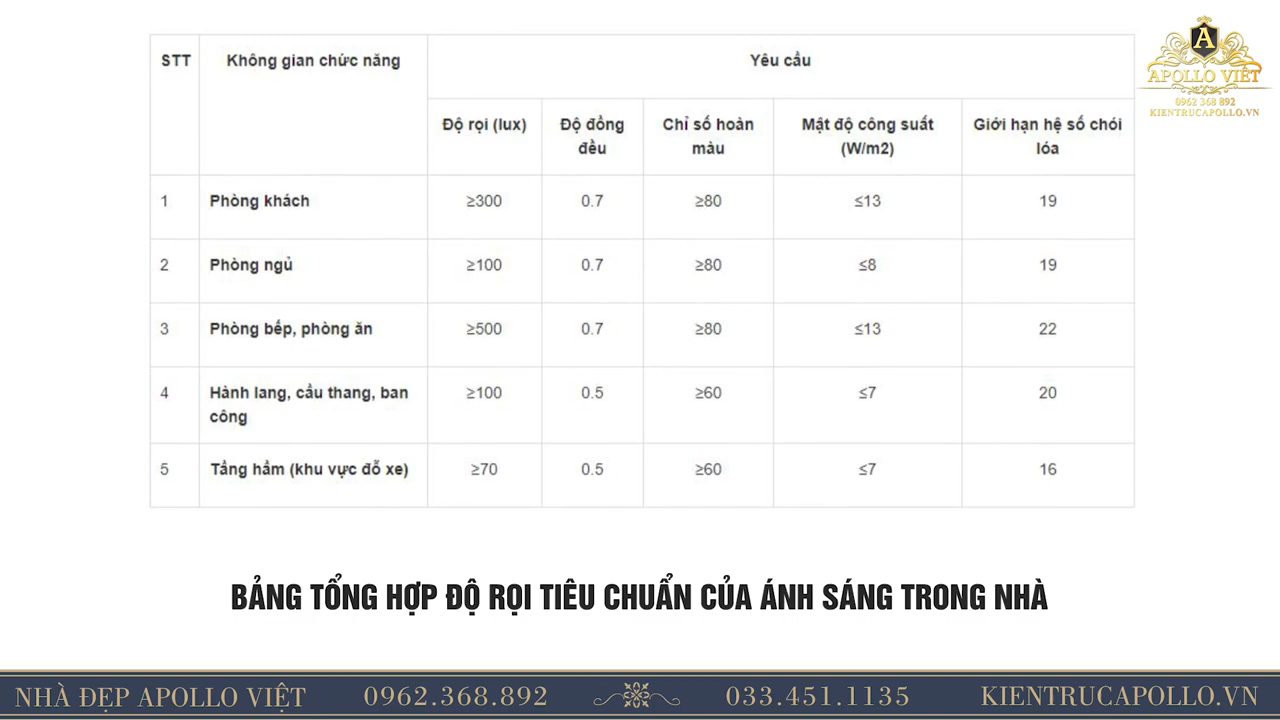 A
APOLLO VIỆT
0962 368 892
KIENTRUCAPOLLO.VN
STT Không gian chức năng Yêu cầu
Độ rọi (lux) Độ đồng đều Chỉ số hoàn màu Mật độ công suất (W/m2) Giới hạn hệ số chói lóa
1 Phòng khách ≥300 0.7 ≥80 ≤13 19
2 Phòng ngủ ≥100 0.7 ≥80 ≤8 19
3 Phòng bếp, phòng ăn ≥500 0.7 ≥80 ≤13 22
4 Hành lang, cầu thang, ban công ≥100 0.5 ≥60 ≤7 20
5 Tầng hầm (khu vực đỗ xe) ≥70 0.5 ≥60 ≤7 16
BẢNG TỔNG HỢP ĐỘ RỌI TIÊU CHUẨN CỦA ÁNH SÁNG TRONG NHÀ
NHÀ ĐẸP APOLLO VIỆT 0962.368.892 033.451.1135 KIENTRUCAPOLLO.VN